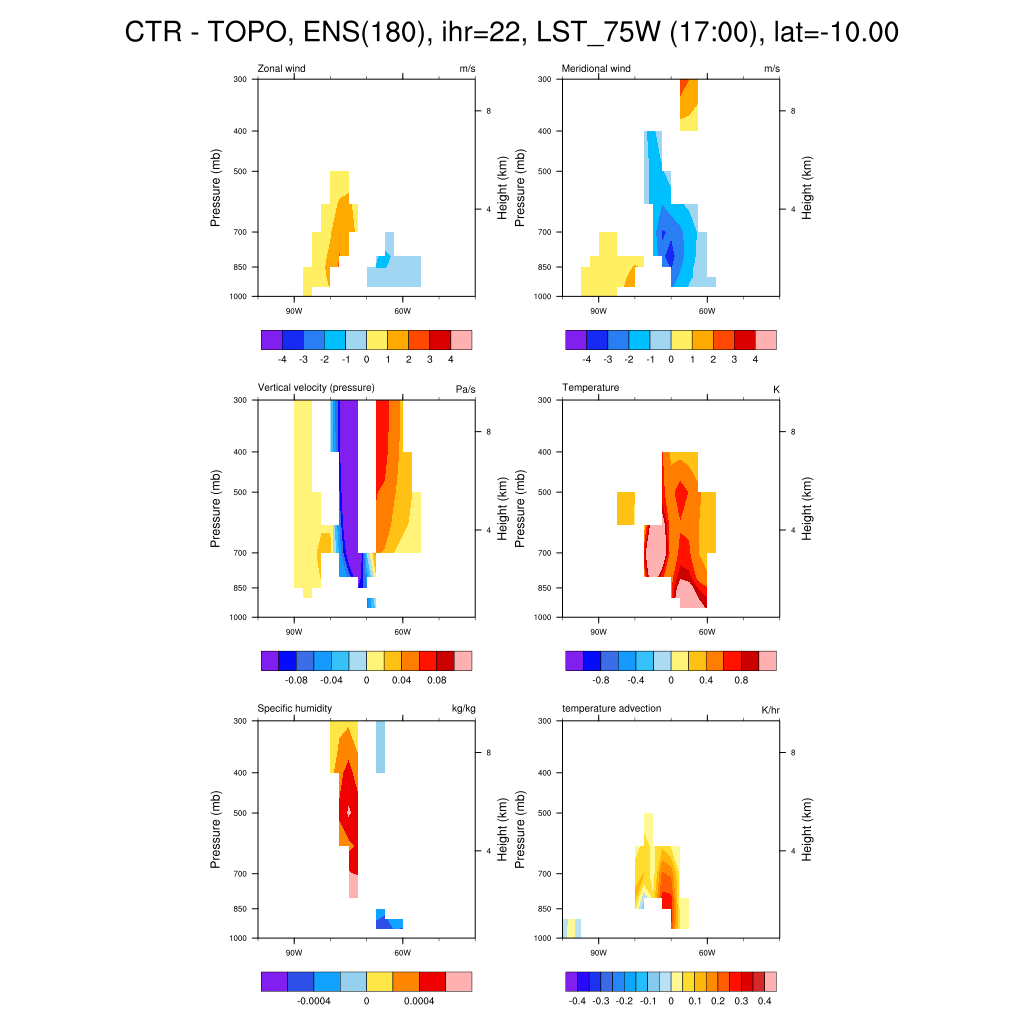 CTR - TOPO, ENS(180), ihr=22, LST_75W (17:00), lat=-10.00
Zonal wind m/s
300
400
500
700
850
1000
Pressure (mb)
8
4
Height (km)
90W 60W
-4 -3 -2 -1 0 1 2 3 4
Meridional wind m/s
300
400
500
700
850
1000
Pressure (mb)
8
4
Height (km)
90W 60W
-4 -3 -2 -1 0 1 2 3 4
Vertical velocity (pressure) Pa/s
300
400
500
700
850
1000
Pressure (mb)
8
4
Height (km)
90W 60W
-0.08 -0.04 0 0.04 0.08
Temperature K
300
400
500
700
850
1000
Pressure (mb)
8
4
Height (km)
90W 60W
-0.8 -0.4 0 0.4 0.8
Specific humidity kg/kg
300
400
500
700
850
1000
Pressure (mb)
8
4
Height (km)
90W 60W
-0.0004 0 0.0004
temperature advection K/hr
300
400
500
700
850
1000
Pressure (mb)
8
4
Height (km)
90W 60W
-0.4 -0.3 -0.2 -0.1 0 0.1 0.2 0.3 0.4